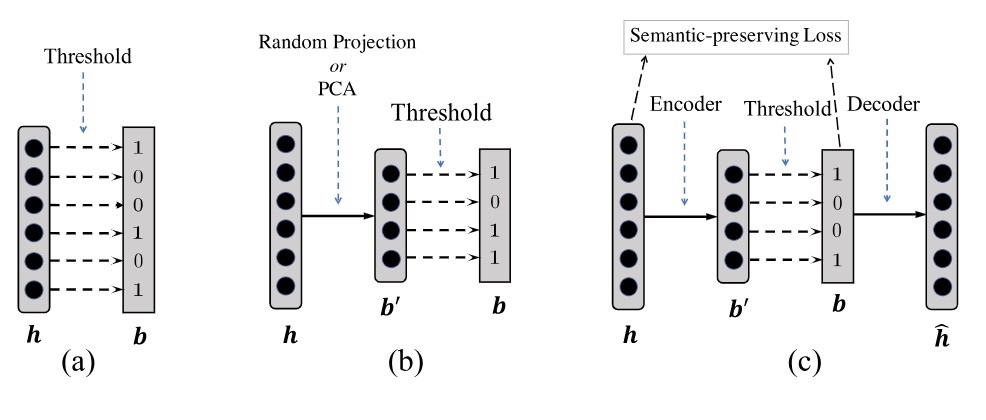 Threshold
1
0
0
1
0
1
h
b
(a)
Random Projection
or
PCA
Threshold
1
0
1
1
h
b′
b
(b)
Semantic-preserving Loss
Encoder
Threshold
Decoder
1
0
0
1
h
b′
b
ĥ
(c)